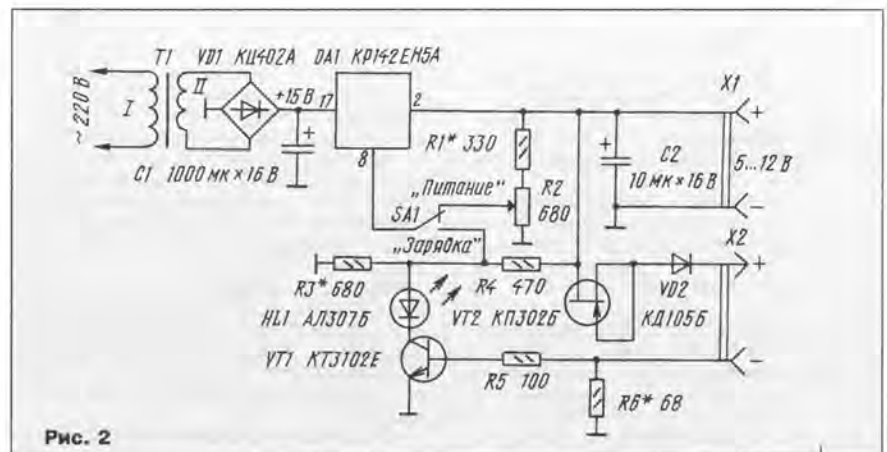 T1 VD1 КЦ402А DA1 КР142ЕН5А
~ 220 В
I
II
+15 В 17
2
8
C1 1000 мк × 16 В
R1* 330
„Питание"
SA1
„Зарядка"
R2
680
C2
10 мк × 16 В
X1
+
5...12 В
−
X2
+
−
R3* 680
R4 470
HL1 АЛ307Б
VT2 КП302Б
VD2
КД105Б
VT1 КТ3102Е
R5 100
R6* 68
Рис. 2